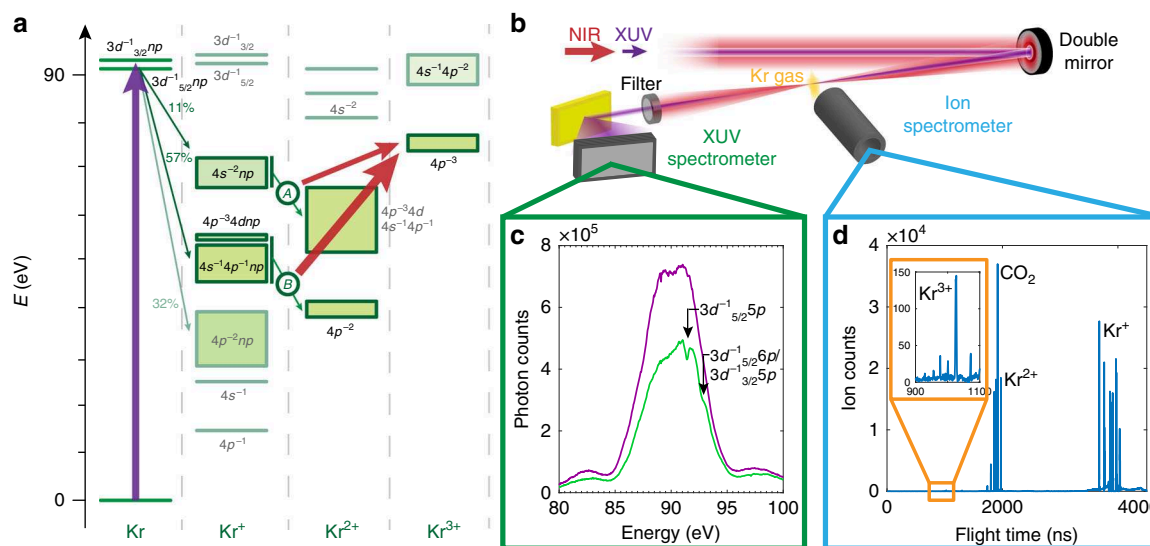 a
E (eV)
90
0
3d⁻¹₃/₂np
3d⁻¹₅/₂np
3d⁻¹₃/₂
3d⁻¹₅/₂
11%
57%
32%
4s⁻²np
4p⁻³4dnp
4s⁻¹4p⁻¹np
4p⁻²np
4s⁻¹
4p⁻¹
A
B
4s⁻²
4p⁻³4d
4s⁻¹4p⁻¹
4p⁻²
4s⁻¹4p⁻²
4p⁻³
Kr
Kr⁺
Kr²⁺
Kr³⁺
b
NIR
XUV
Double
mirror
Kr gas
Filter
Ion
spectrometer
XUV
spectrometer
c
×10⁵
8
6
4
2
0
Photon counts
3d⁻¹₅/₂5p
3d⁻¹₅/₂6p/
3d⁻¹₃/₂5p
80 85 90 95 100
Energy (eV)
d
×10⁴
4
3
2
1
0
Ion counts
150
100
50
0
900 1100
Kr³⁺
CO₂
Kr²⁺
Kr⁺
0 2000 4000
Flight time (ns)